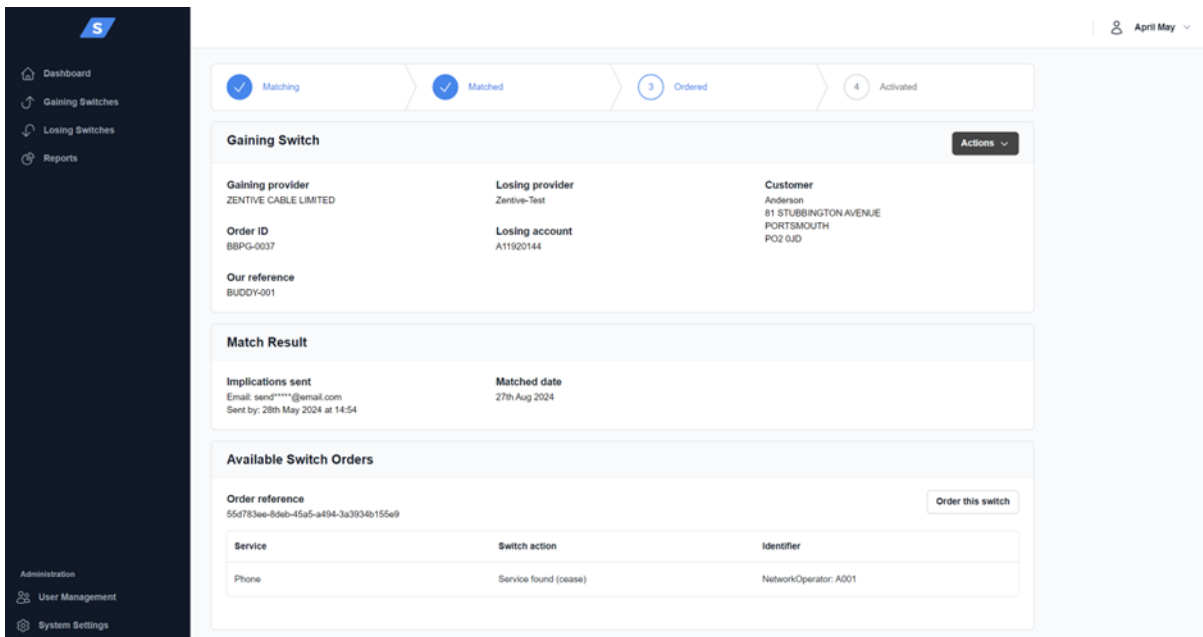 S
April May
Dashboard
Gaining Switches
Losing Switches
Reports
Administration
User Management
System Settings
Matching
Matched
3 Ordered
4 Activated
Gaining Switch
Actions
Gaining provider
ZENTIVE CABLE LIMITED
Losing provider
Zentive-Test
Customer
Anderson
81 STUBBINGTON AVENUE
PORTSMOUTH
PO2 0JD
Order ID
BBPG-0037
Losing account
A11920144
Our reference
BUDDY-001
Match Result
Implications sent
Email: send*****@email.com
Sent by: 28th May 2024 at 14:54
Matched date
27th Aug 2024
Available Switch Orders
Order reference
55d783ee-8deb-45a5-a494-3a3934b155e9
Order this switch
Service Switch action Identifier
Phone Service found (cease) NetworkOperator: A001